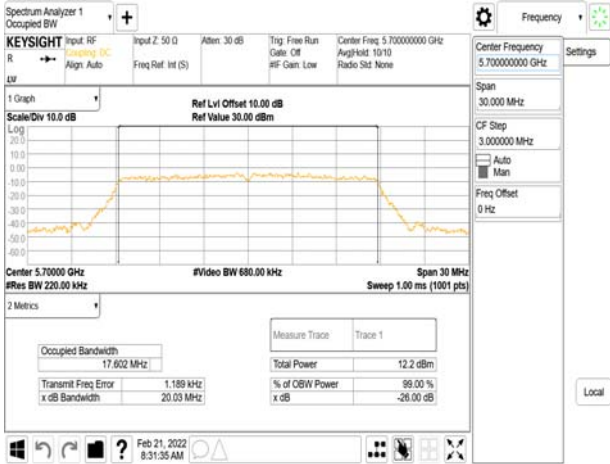 Spectrum Analyzer 1
Occupied BW
Frequency
KEYSIGHT
R
Input: RF
Coupling: DC
Align: Auto
Input Z: 50 Ω
Freq Ref: Int (S)
Atten: 30 dB
Trig: Free Run
Gate: Off
#IF Gain: Low
Center Freq: 5.700000000 GHz
Avg|Hold: 10/10
Radio Std: None
Center Frequency
5.700000000 GHz
Settings
Span
30.000 MHz
CF Step
3.000000 MHz
Auto
Man
Freq Offset
0 Hz
Local
1 Graph
Scale/Div 10.0 dB
Ref Lvl Offset 10.00 dB
Ref Value 30.00 dBm
Log
20.0
10.0
0.00
-10.0
-20.0
-30.0
-40.0
-50.0
-60.0
Center 5.70000 GHz
#Video BW 680.00 kHz
Span 30 MHz
#Res BW 220.00 kHz
Sweep 1.00 ms (1001 pts)
2 Metrics
Measure Trace
Trace 1
Occupied Bandwidth
17.602 MHz
Total Power
12.2 dBm
Transmit Freq Error
1.189 kHz
% of OBW Power
99.00 %
x dB Bandwidth
20.03 MHz
x dB
-26.00 dB
Feb 21, 2022
8:31:35 AM